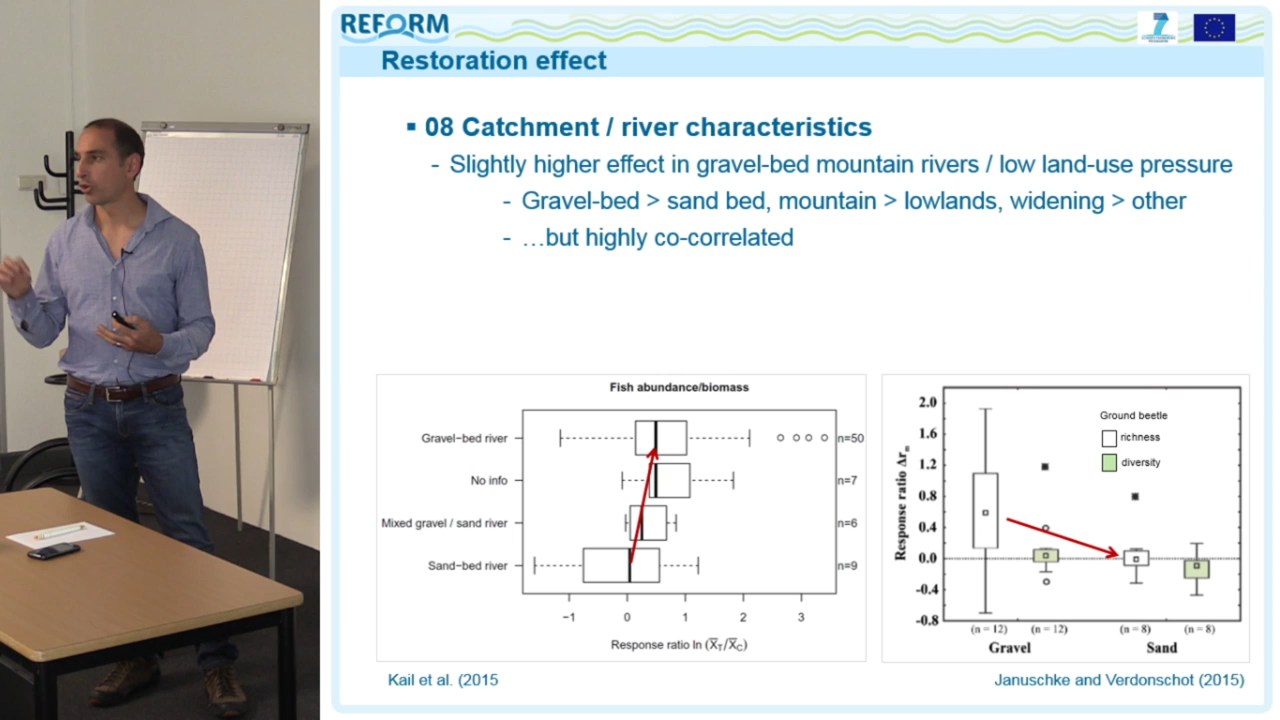 REFORM
7
Restoration effect
▪ 08 Catchment / river characteristics
- Slightly higher effect in gravel-bed mountain rivers / low land-use pressure
- Gravel-bed > sand bed, mountain > lowlands, widening > other
- …but highly co-correlated
Fish abundance/biomass
Gravel−bed river
n=50
No info
n=7
Mixed gravel / sand river
n=6
Sand−bed river
n=9
−1 0 1 2 3
Response ratio ln (X̅T/X̅C)
Kail et al. (2015
Response ratio Δrn
2.0
1.6
1.2
0.8
0.4
0.0
-0.4
-0.8
Ground beetle
richness
diversity
(n = 12) (n = 12) (n = 8) (n = 8)
Gravel Sand
Januschke and Verdonschot (2015)